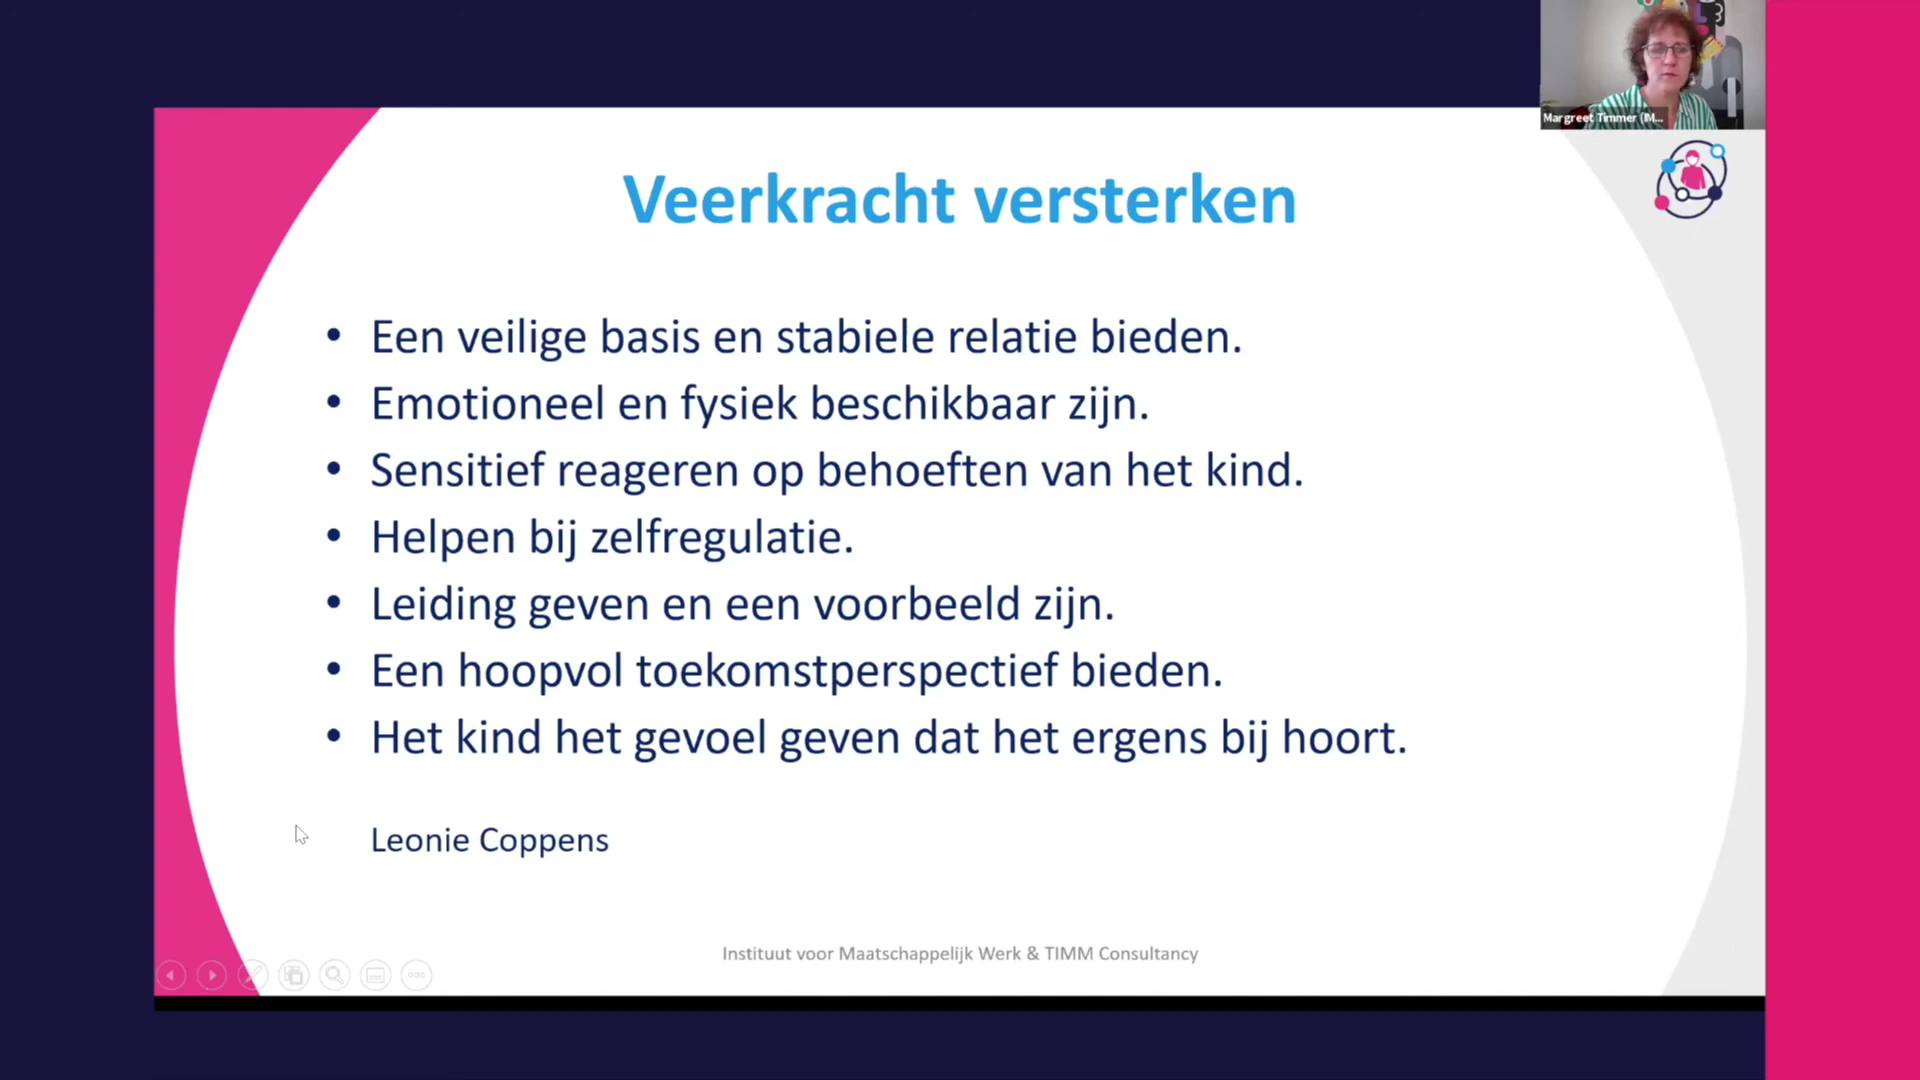 Margreet Timmer (IM...
Veerkracht versterken
• Een veilige basis en stabiele relatie bieden.
• Emotioneel en fysiek beschikbaar zijn.
• Sensitief reageren op behoeften van het kind.
• Helpen bij zelfregulatie.
• Leiding geven en een voorbeeld zijn.
• Een hoopvol toekomstperspectief bieden.
• Het kind het gevoel geven dat het ergens bij hoort.
Leonie Coppens
Instituut voor Maatschappelijk Werk & TIMM Consultancy